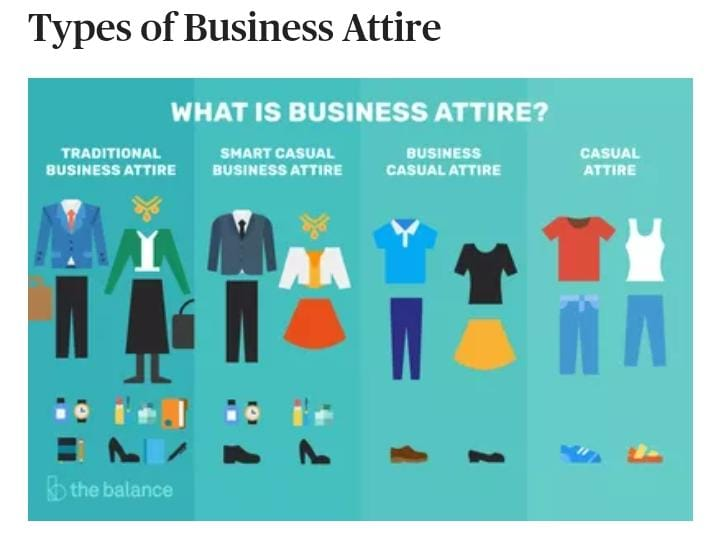 Types of Business Attire
WHAT IS BUSINESS ATTIRE?
TRADITIONAL
BUSINESS ATTIRE
SMART CASUAL
BUSINESS ATTIRE
BUSINESS
CASUAL ATTIRE
CASUAL
ATTIRE
the balance